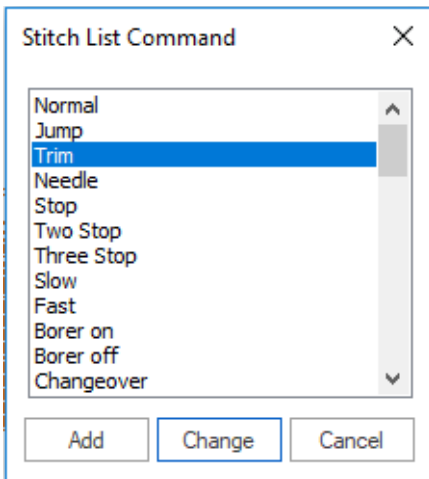 Stitch List Command
Normal
Jump
Trim
Needle
Stop
Two Stop
Three Stop
Slow
Fast
Borer on
Borer off
Changeover
Add Change Cancel